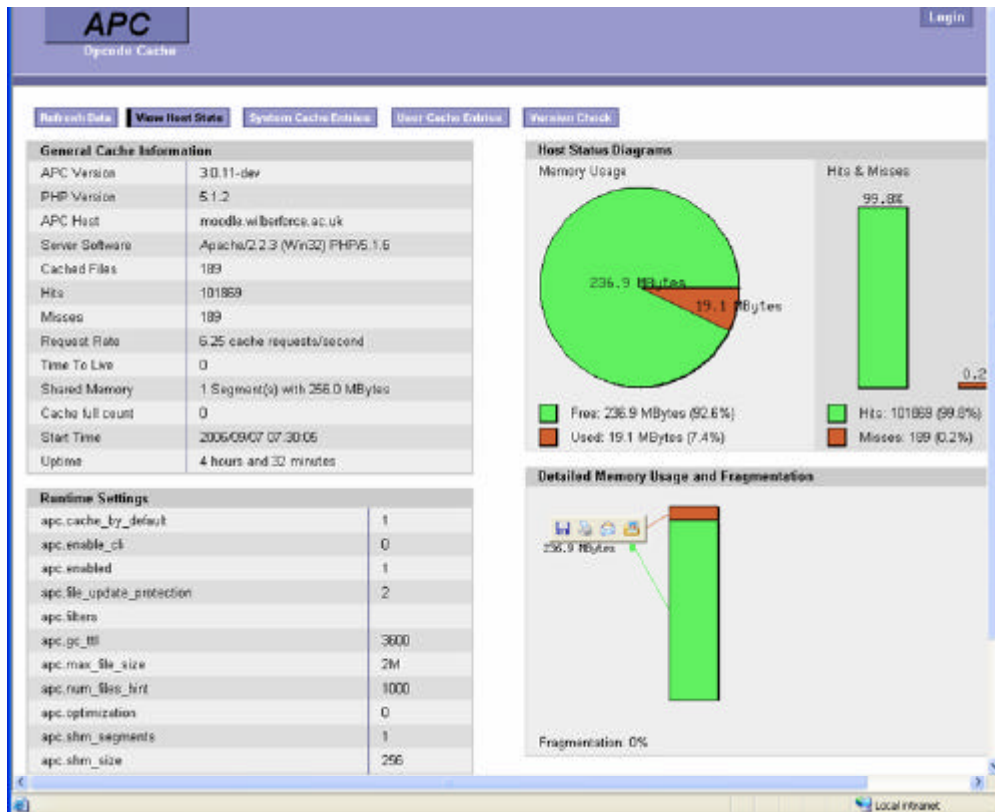 APC
Opcode Cache
Login
Refresh Data
View Host Stats
System Cache Entries
User Cache Entries
Version Check
General Cache Information
APC Version 3.0.11-dev
PHP Version 5.1.2
APC Host moodle.wilberforce.ac.uk
Server Software Apache/2.2.3 (Win32) PHP/5.1.6
Cached Files 189
Hits 101869
Misses 189
Request Rate 6.25 cache requests/second
Time To Live 0
Shared Memory 1 Segment(s) with 256.0 MBytes
Cache full count 0
Start Time 2006/09/07 07:30:05
Uptime 4 hours and 32 minutes
Runtime Settings
apc.cache_by_default 1
apc.enable_cli 0
apc.enabled 1
apc.file_update_protection 2
apc.filters
apc.gc_ttl 3600
apc.max_file_size 2M
apc.num_files_hint 1000
apc.optimization 0
apc.shm_segments 1
apc.shm_size 256
Host Status Diagrams
Memory Usage
236.9 MBytes
19.1 MBytes
Free: 236.9 MBytes (92.6%)
Used: 19.1 MBytes (7.4%)
Hits & Misses
99.8%
0.2
Hits: 101869 (99.8%)
Misses: 189 (0.2%)
Detailed Memory Usage and Fragmentation
236.9 MBytes
Fragmentation: 0%
Local intranet